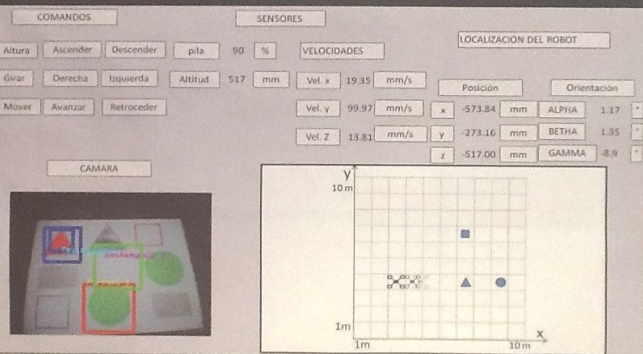 COMANDOS
SENSORES
LOCALIZACIÓN DEL ROBOT
Altura Ascender Descender pila 90 % VELOCIDADES
Girar Derecha Izquierda Altitud 517 mm Vel. x 19.35 mm/s
Posición Orientación
Mover Avanzar Retroceder Vel. y 99.97 mm/s
x -573.84 mm ALPHA 1.17 °
Vel. Z 13.81 mm/s
y -273.16 mm BETHA 1.35 °
z -517.00 mm GAMMA -8.9 °
CAMARA
y
10 m
1m
1m 10 m
x